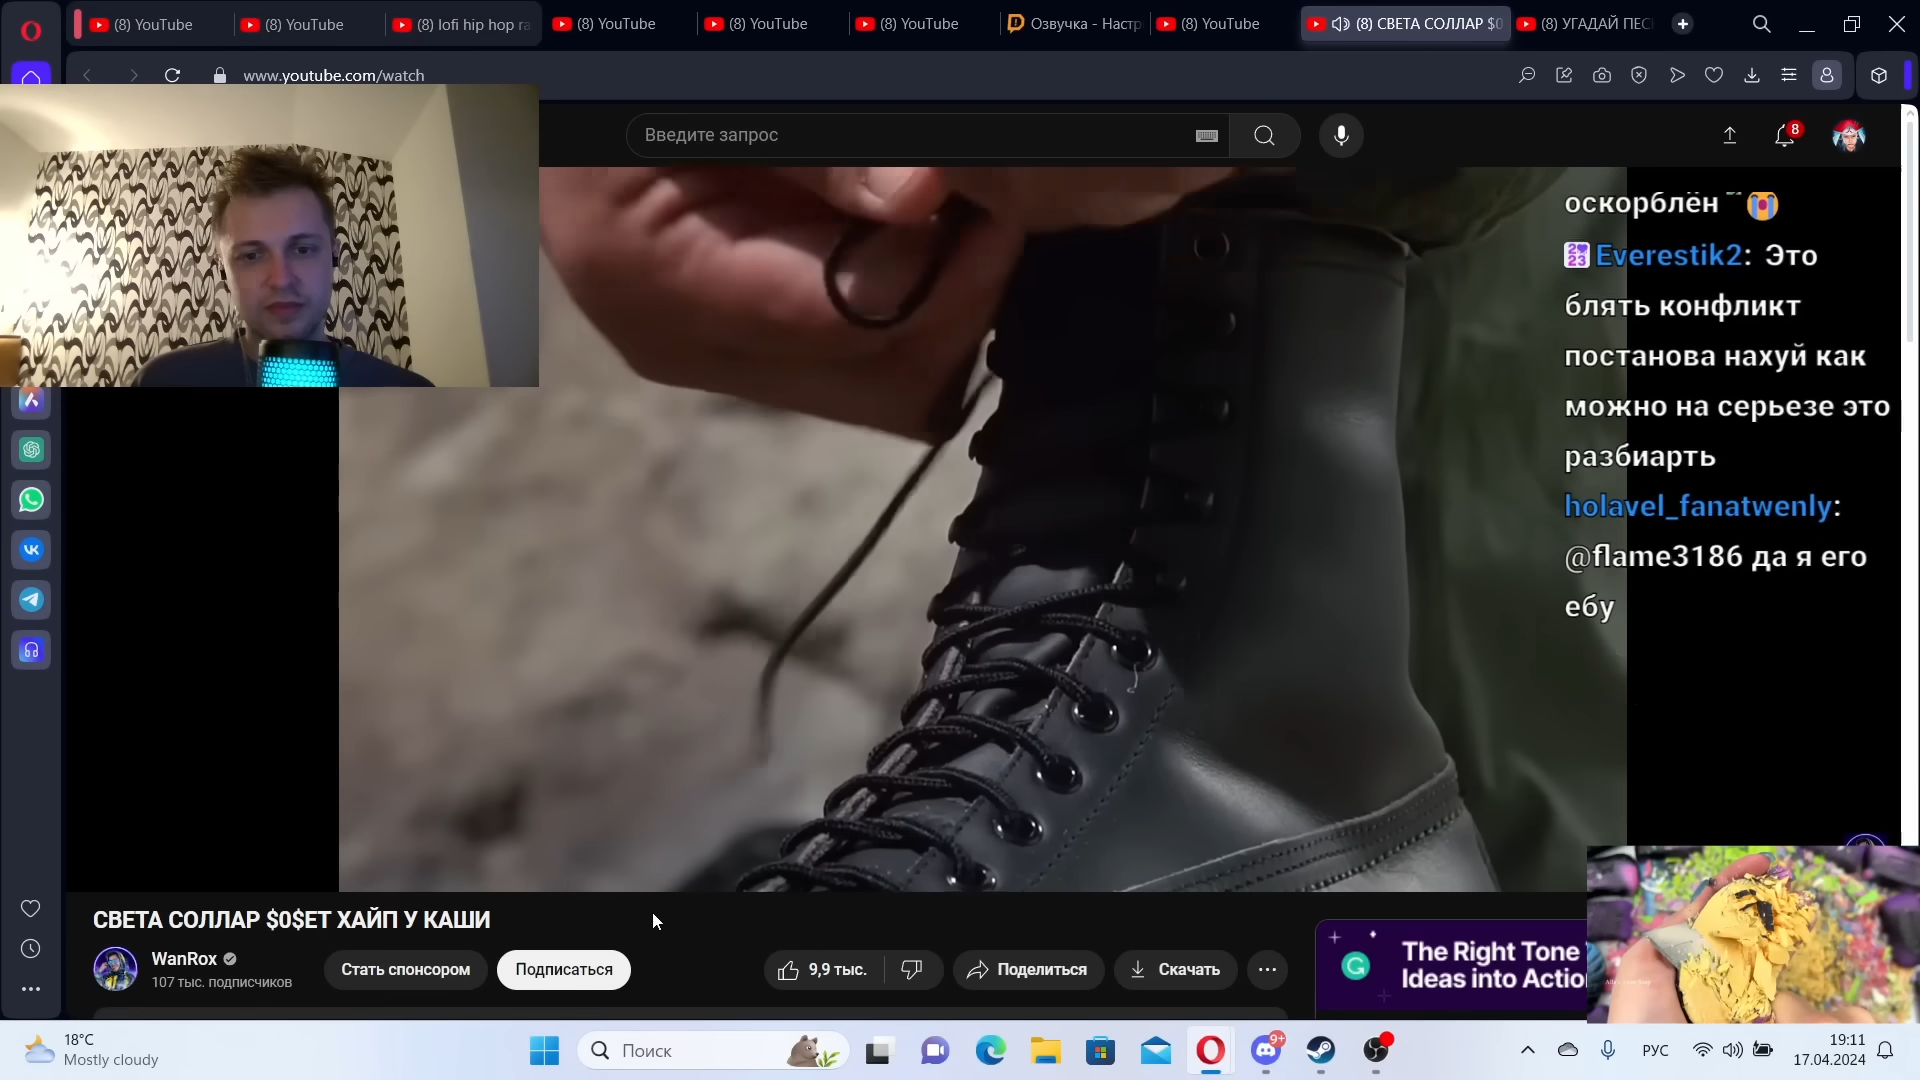 (8) YouTube
(8) YouTube
(8) lofi hip hop ra
(8) YouTube
(8) YouTube
(8) YouTube
Озвучка - Настр
(8) YouTube
(8) СВЕТА СОЛЛАР $0
(8) УГАДАЙ ПЕС
www.youtube.com/watch
Введите запрос
8
оскорблён
Everestik2: Это
блять конфликт
постанова нахуй как
можно на серьезе это
разбиарть
holavel_fanatwenly:
@flame3186 да я его
ебу
СВЕТА СОЛЛАР $0$ЕТ ХАЙП У КАШИ
WanRox
107 тыс. подписчиков
Стать спонсором
Подписаться
9,9 тыс.
Поделиться
Скачать
The Right Tone
Ideas into Actio
18°C
Mostly cloudy
Поиск
9+
РУС
19:11
17.04.2024